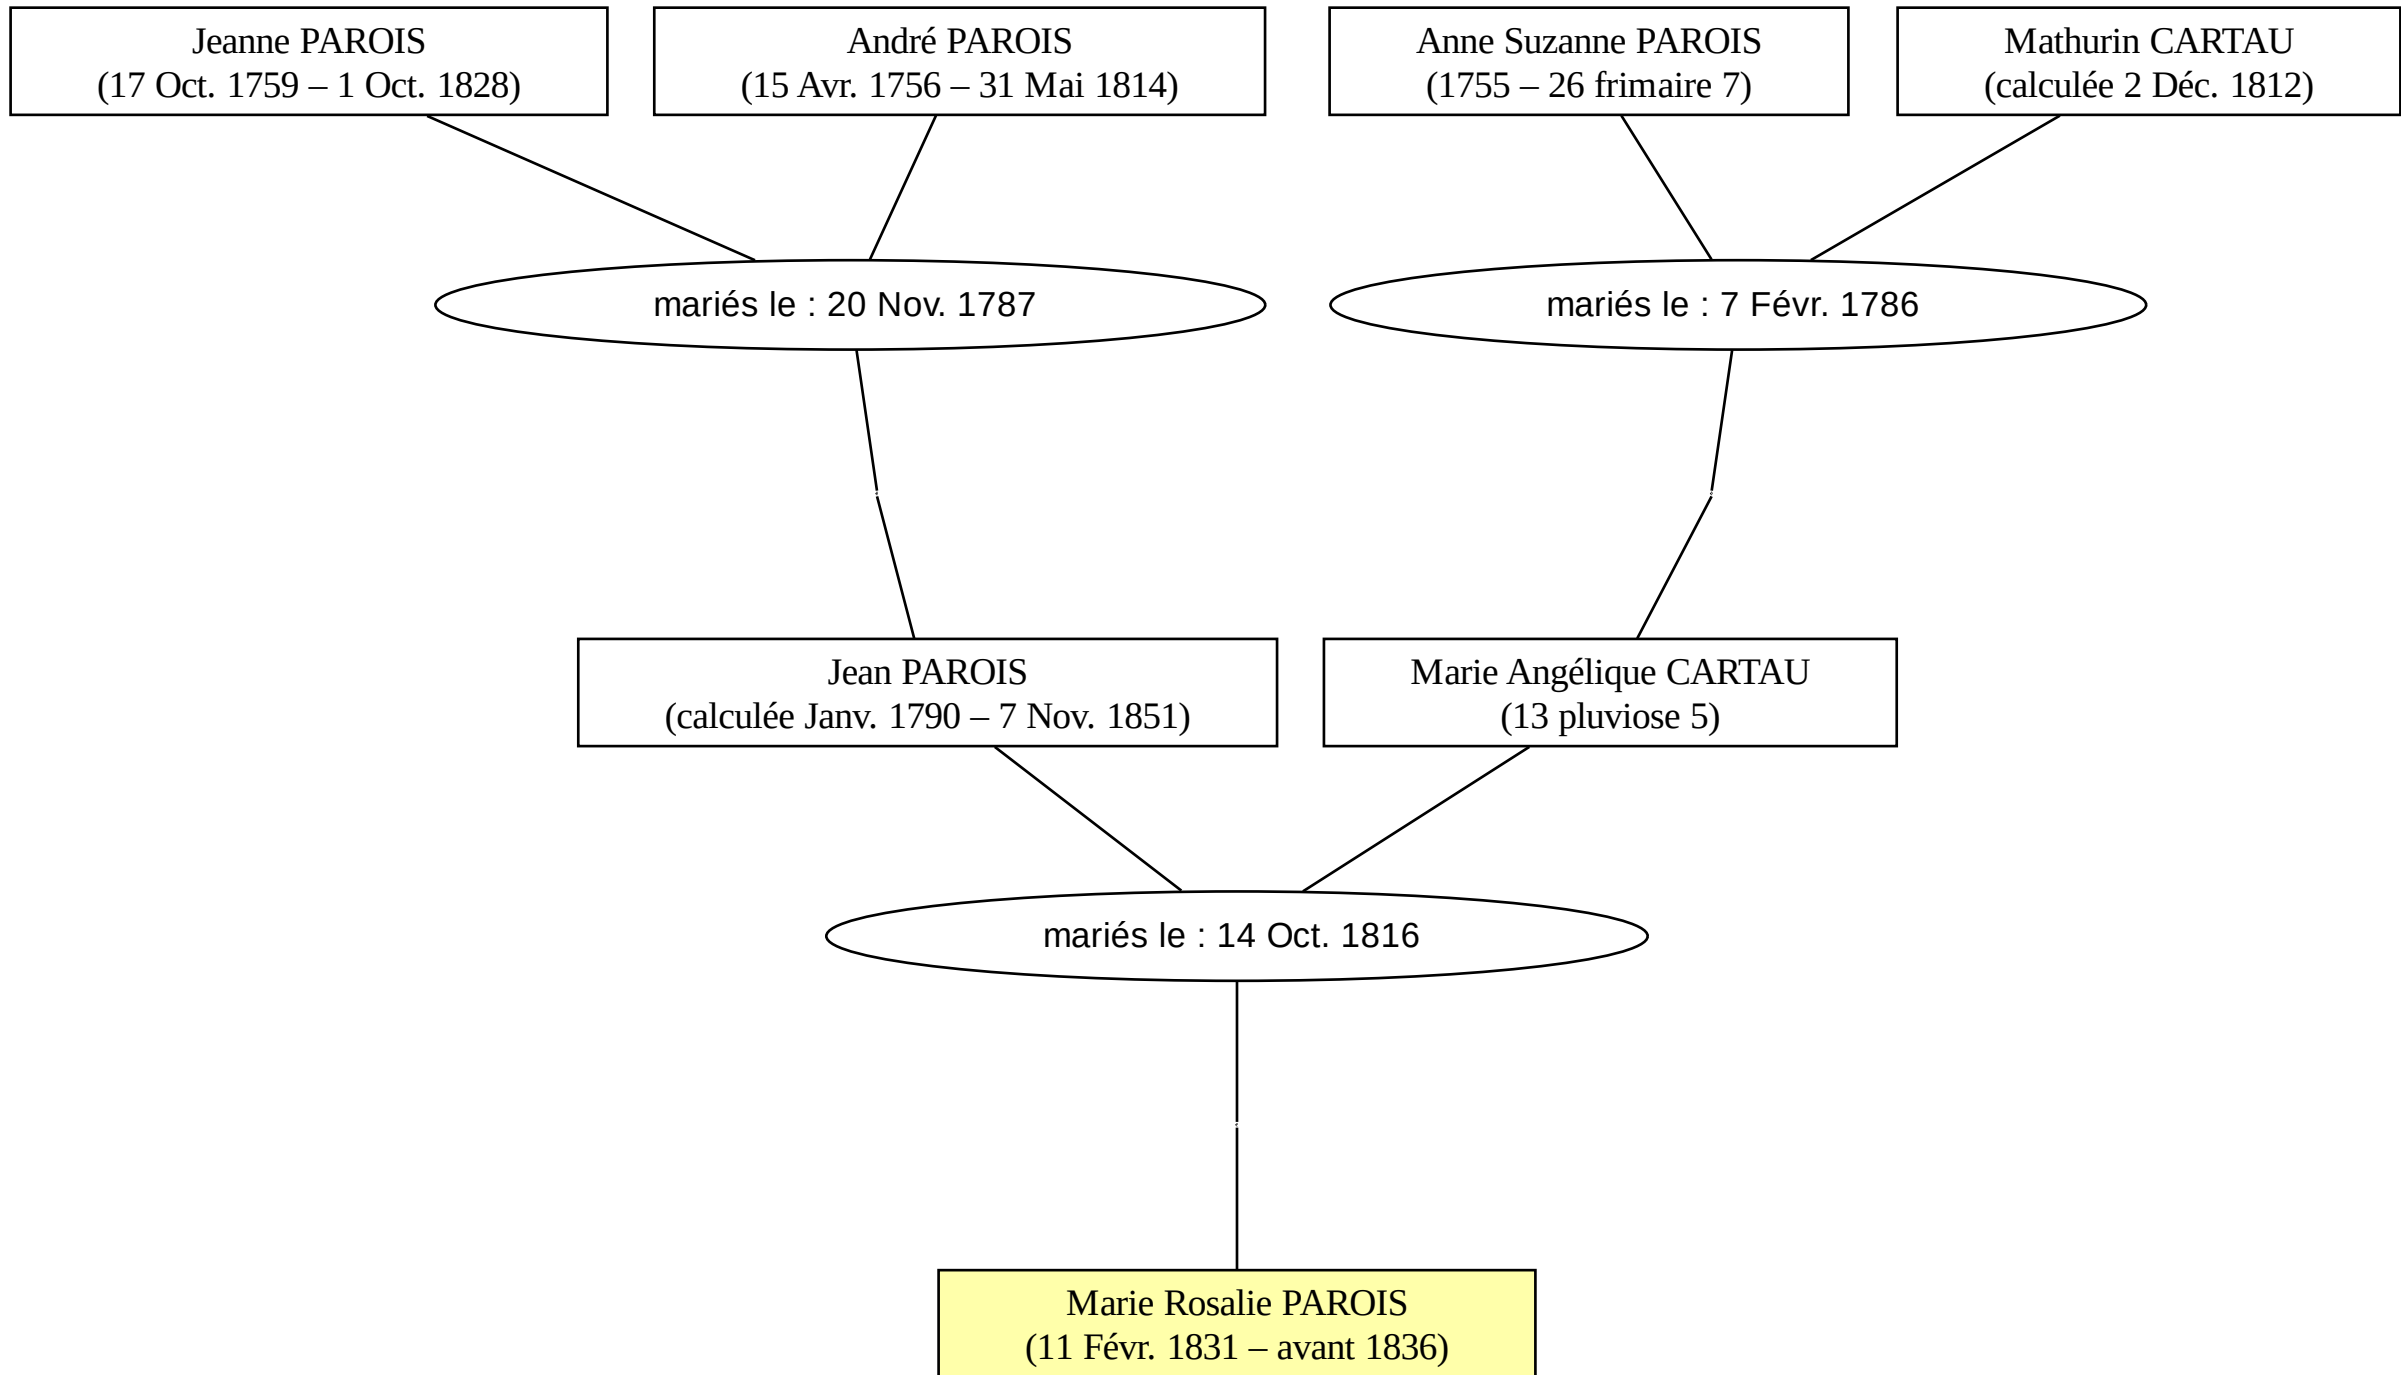 Jeanne PAROIS
(17 Oct. 1759 – 1 Oct. 1828)
André PAROIS
(15 Avr. 1756 – 31 Mai 1814)
Anne Suzanne PAROIS
(1755 – 26 frimaire 7)
Mathurin CARTAU
(calculée 2 Déc. 1812)
mariés le : 20 Nov. 1787
mariés le : 7 Févr. 1786
Jean PAROIS
(calculée Janv. 1790 – 7 Nov. 1851)
Marie Angélique CARTAU
(13 pluviose 5)
mariés le : 14 Oct. 1816
Marie Rosalie PAROIS
(11 Févr. 1831 – avant 1836)